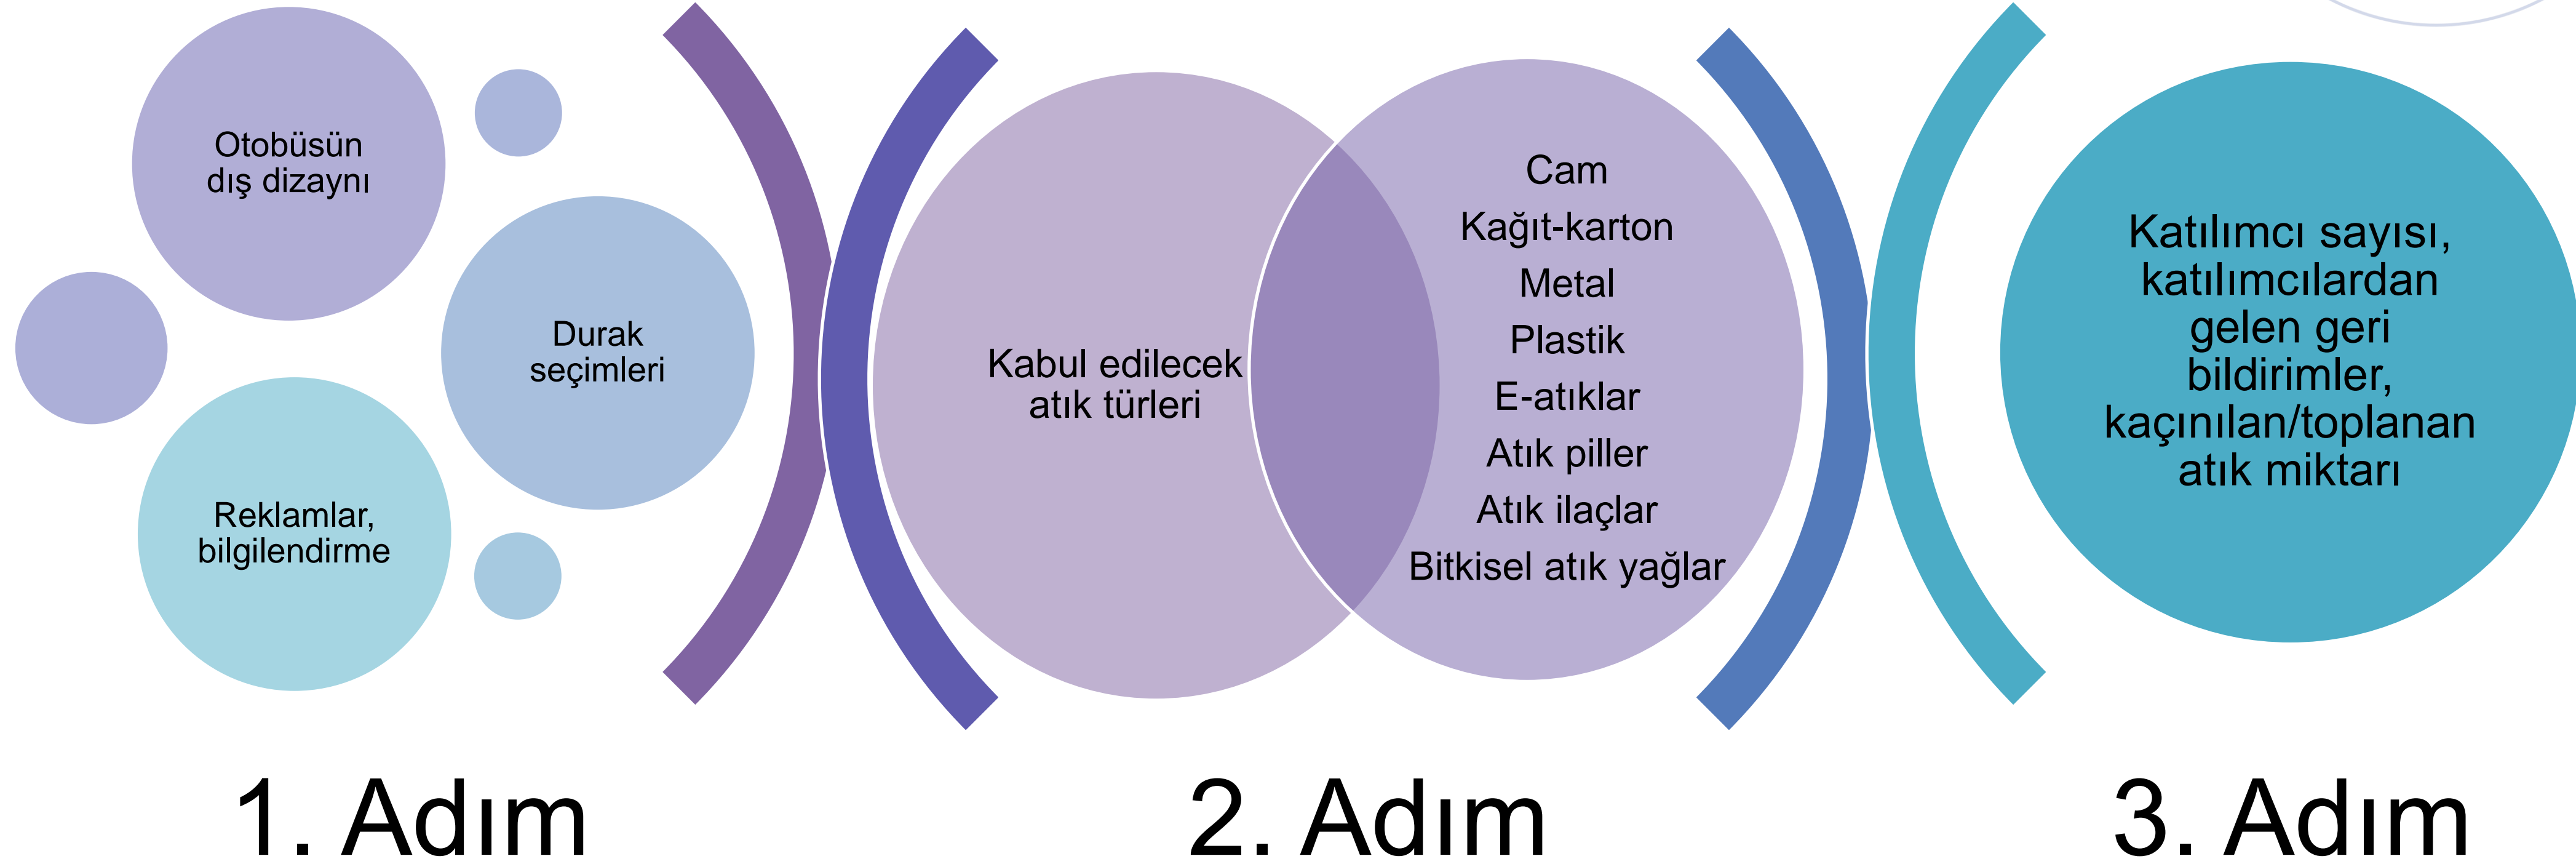 Otobüsün
dış dizaynı
Durak
seçimleri
Reklamlar,
bilgilendirme
1. Adım
Kabul edilecek
atık türleri
Cam
Kağıt-karton
Metal
Plastik
E-atıklar
Atık piller
Atık ilaçlar
Bitkisel atık yağlar
2. Adım
Katılımcı sayısı,
katılımcılardan
gelen geri
bildirimler,
kaçınılan/toplanan
atık miktarı
3. Adım